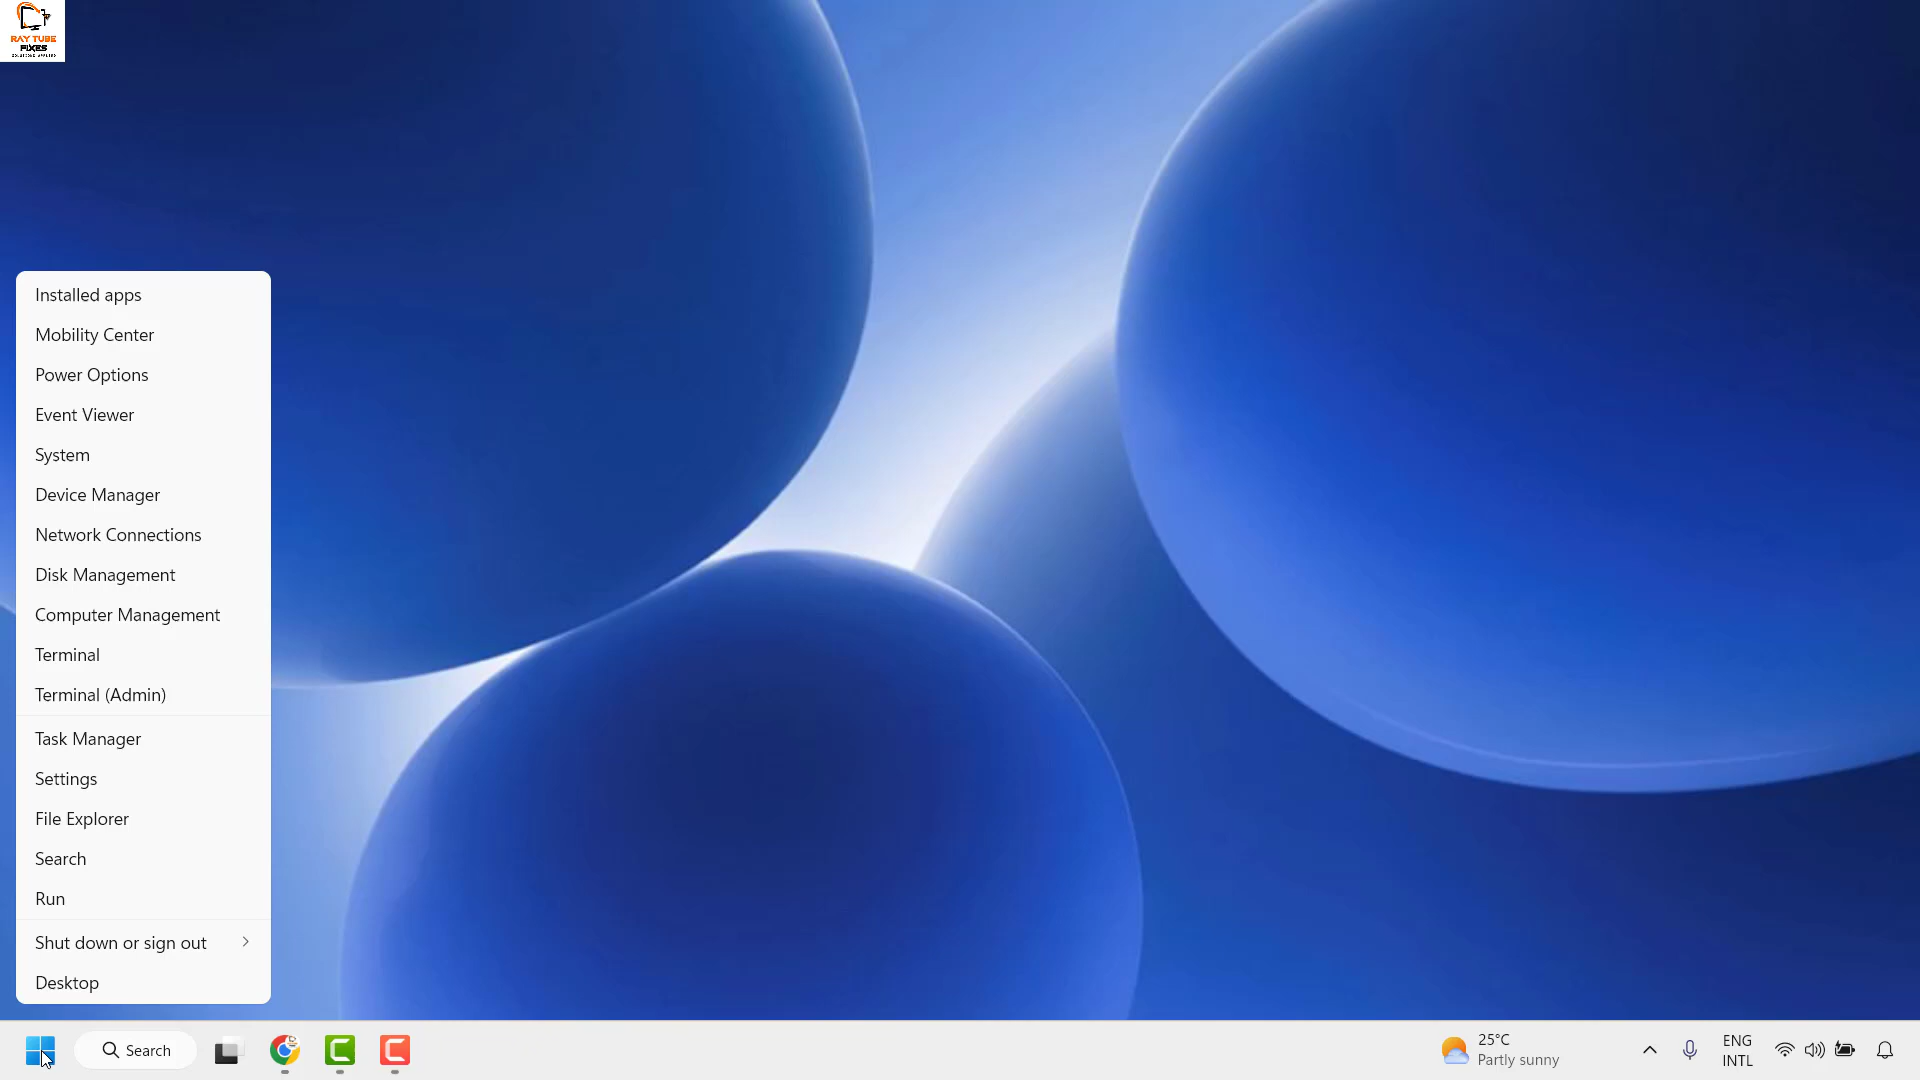 RAY TUBE
FIXES
SOLUTIONS APPLIED
Installed apps
Mobility Center
Power Options
Event Viewer
System
Device Manager
Network Connections
Disk Management
Computer Management
Terminal
Terminal (Admin)
Task Manager
Settings
File Explorer
Search
Run
Shut down or sign out
Desktop
Search
25°C
Partly sunny
ENG
INTL